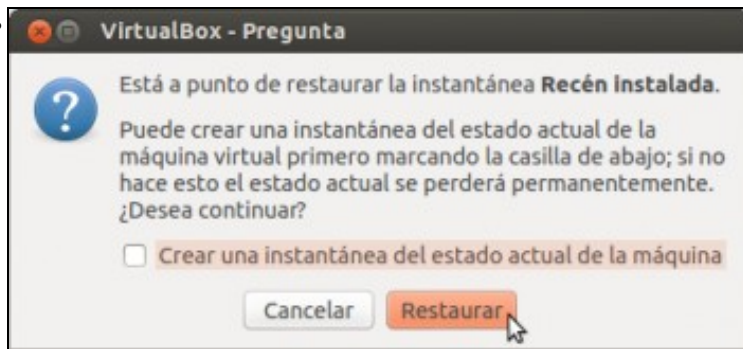 VirtualBox - Pregunta
Está a punto de restaurar la instantánea Recén instalada.
Puede crear una instantánea del estado actual de la
máquina virtual primero marcando la casilla de abajo; si no
hace esto el estado actual se perderá permanentemente.
¿Desea continuar?
Crear una instantánea del estado actual de la máquina
Cancelar
Restaurar